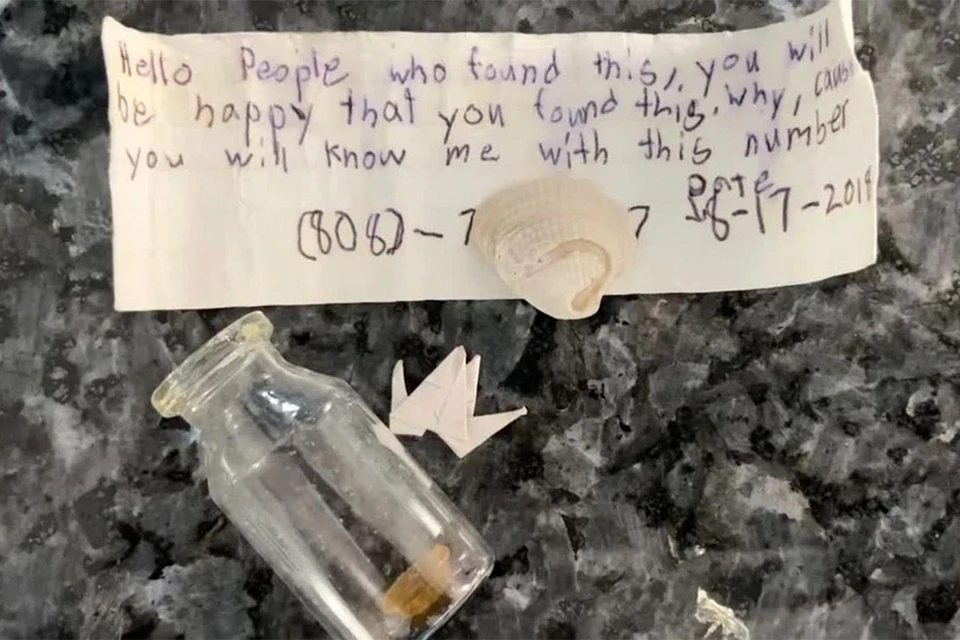 Hello People who found this, you will
be happy that you found this. why, cause
you will know me with this number
Date
(808)-7 7 18-17-2018